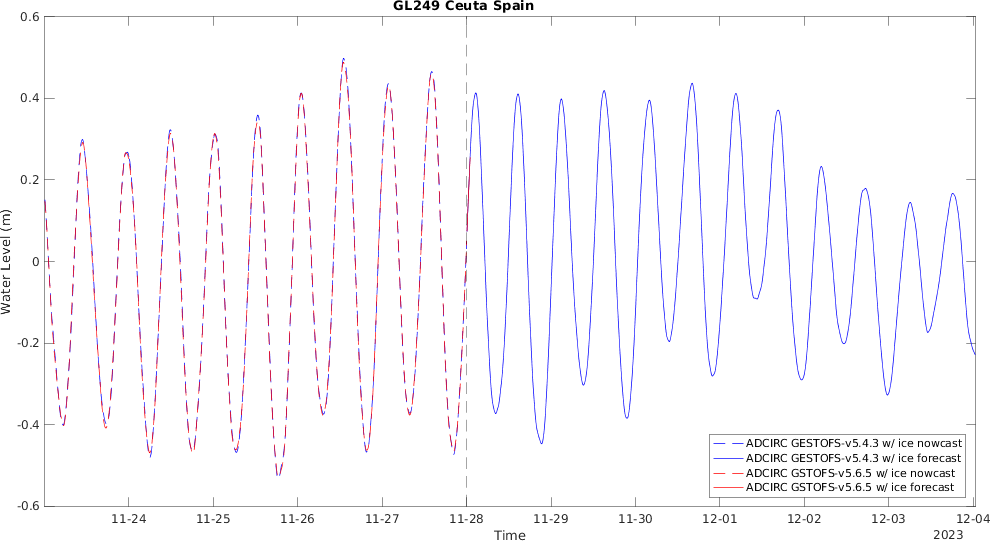 GL249 Ceuta Spain
0.6
0.4
0.2
0
-0.2
-0.4
-0.6
Water Level (m)
11-24
11-25
11-26
11-27
11-28
11-29
11-30
12-01
12-02
12-03
12-04
Time
2023
ADCIRC GESTOFS-v5.4.3 w/ ice nowcast
ADCIRC GESTOFS-v5.4.3 w/ ice forecast
ADCIRC GSTOFS-v5.6.5 w/ ice nowcast
ADCIRC GSTOFS-v5.6.5 w/ ice forecast